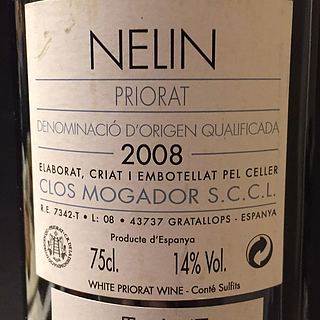 NELIN
PRIORAT
DENOMINACIÓ D'ORIGEN QUALIFICADA
2008
ELABORAT, CRIAT I EMBOTELLAT PEL CELLER
CLOS MOGADOR S.C.C.L.
R.E. 7342-T • L: 08 • 43737 GRATALLOPS - ESPANYA
Producte d'Espanya
75cl. 14% Vol.
WHITE PRIORAT WINE - Conté Sulfits